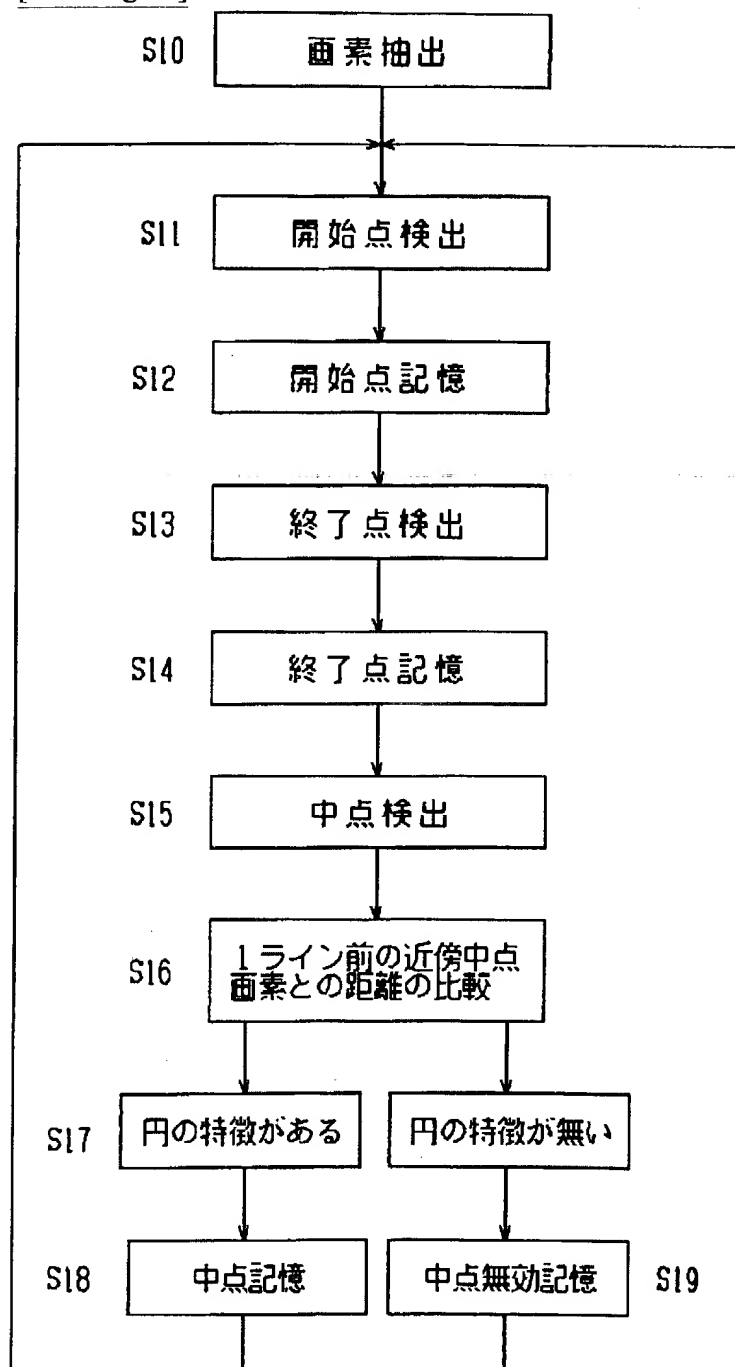 S10 画素抽出
S11 開始点検出
S12 開始点記憶
S13 終了点検出
S14 終了点記憶
S15 中点検出
S16 1ライン前の近傍中点
画素との距離の比較
S17 円の特徴がある 円の特徴が無い
S18 中点記憶 中点無効記憶 S19